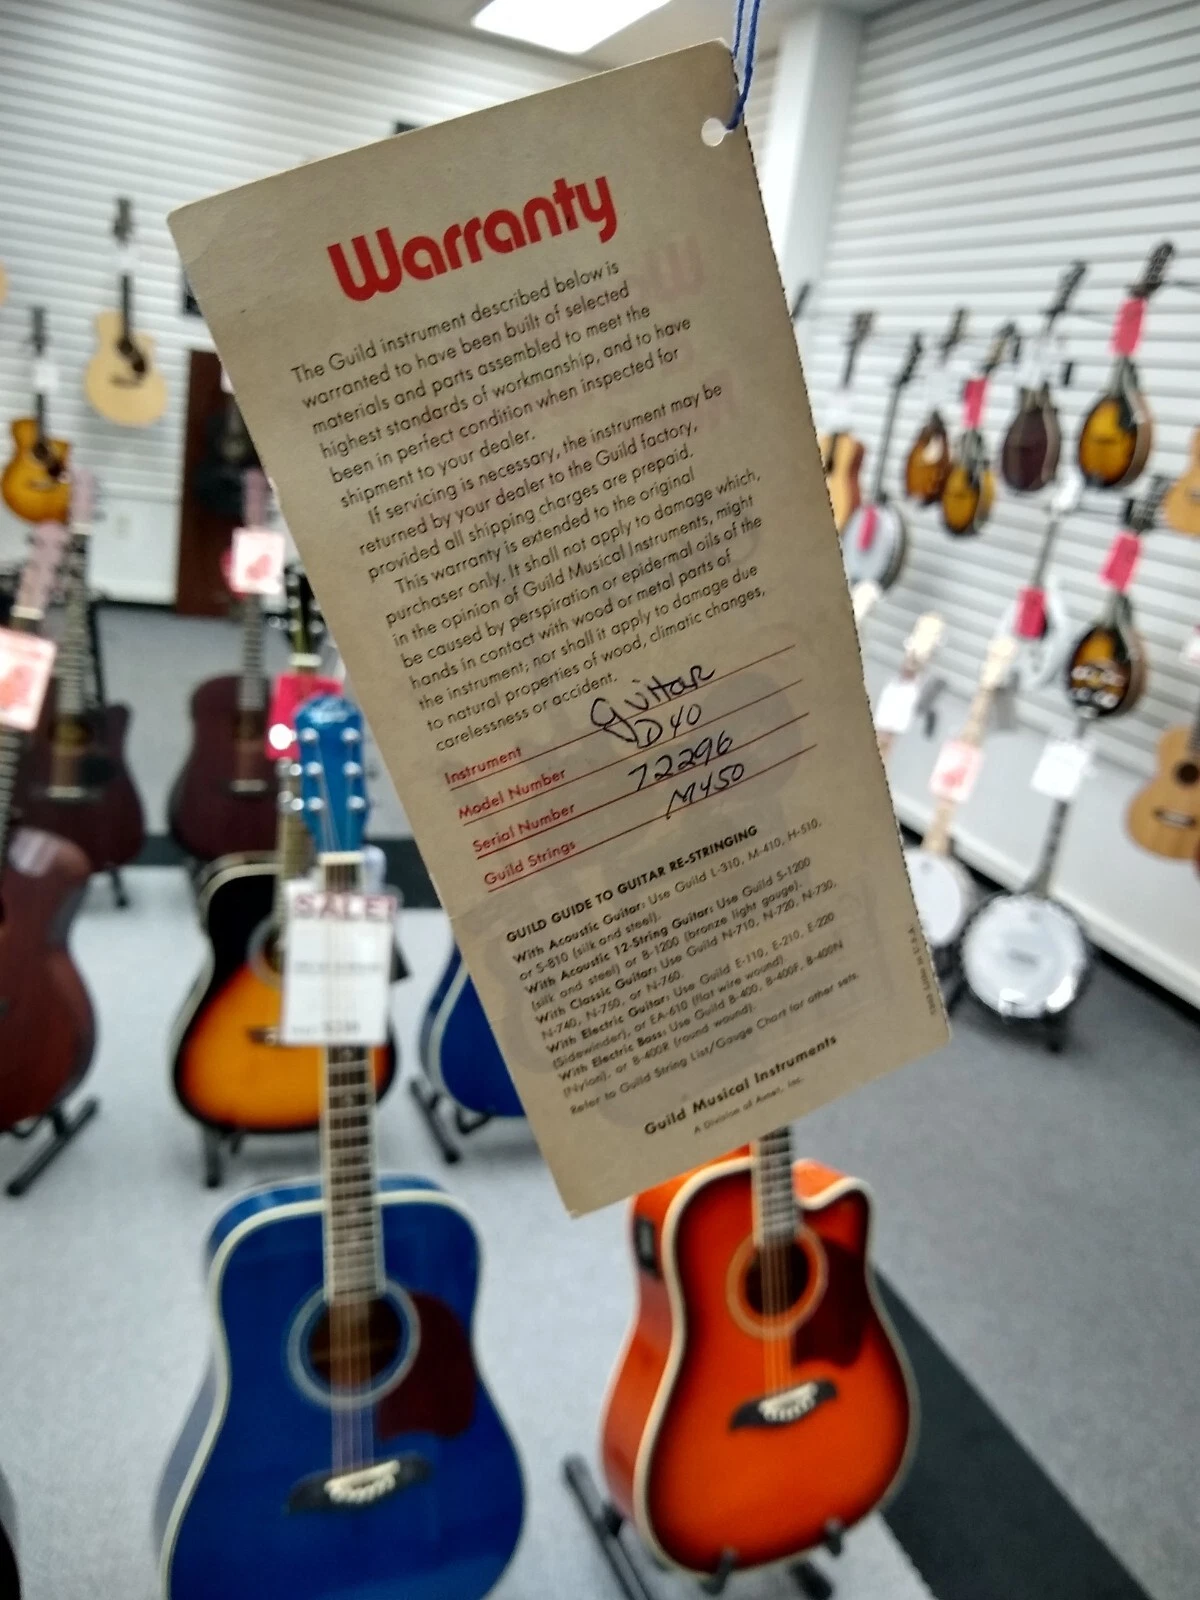 Warranty
The Guild instrument described below is
warranted to have been built of selected
materials and parts assembled to meet the
highest standards of workmanship, and to have
been in perfect condition when inspected for
shipment to your dealer.
If servicing is necessary, the instrument may be
returned by your dealer to the Guild factory,
provided all shipping charges are prepaid.
This warranty is extended to the original
purchaser only. It shall not apply to damage which,
in the opinion of Guild Musical Instruments, might
be caused by perspiration or epidermal oils of the
hands in contact with wood or metal parts of
the instrument; nor shall it apply to damage due
to natural properties of wood, climatic changes,
carelessness or accident.
Instrument Guitar
Model Number D40
Serial Number 72296
Guild Strings M450
GUILD GUIDE TO GUITAR RE-STRINGING
With Acoustic Guitar: Use Guild L-310, M-410, H-510,
or S-810 (silk and steel).
With Acoustic 12-String Guitar: Use Guild S-1200
(silk and steel) or B-1200 (bronze light gauge).
With Classic Guitar: Use Guild N-710, N-720, N-730,
N-740, N-750, or N-760.
With Electric Guitar: Use Guild E-110, E-210, E-220
(Sidewinder), or EA-610 (flat wire wound).
With Electric Bass: Use Guild B-400, B-400F, B-400N
(Nylon), or B-400R (round wound).
Refer to Guild String List/Gauge Chart for other sets.
Guild Musical Instruments
A Division of Avnet, Inc.
SALE!